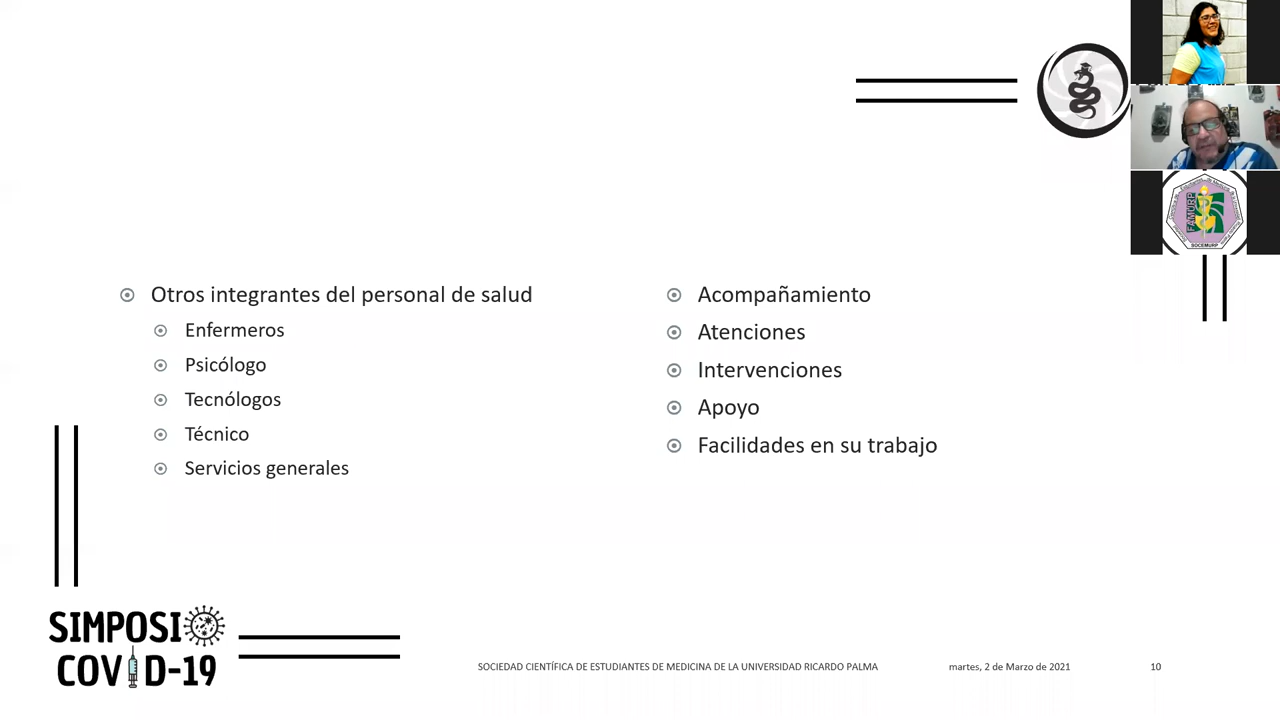 Otros integrantes del personal de salud
Enfermeros
Psicólogo
Tecnólogos
Técnico
Servicios generales
Acompañamiento
Atenciones
Intervenciones
Apoyo
Facilidades en su trabajo
FAMURP
SOCEMURP
SIMPOSIO
COVID-19
SOCIEDAD CIENTÍFICA DE ESTUDIANTES DE MEDICINA DE LA UNIVERSIDAD RICARDO PALMA
martes, 2 de Marzo de 2021
10